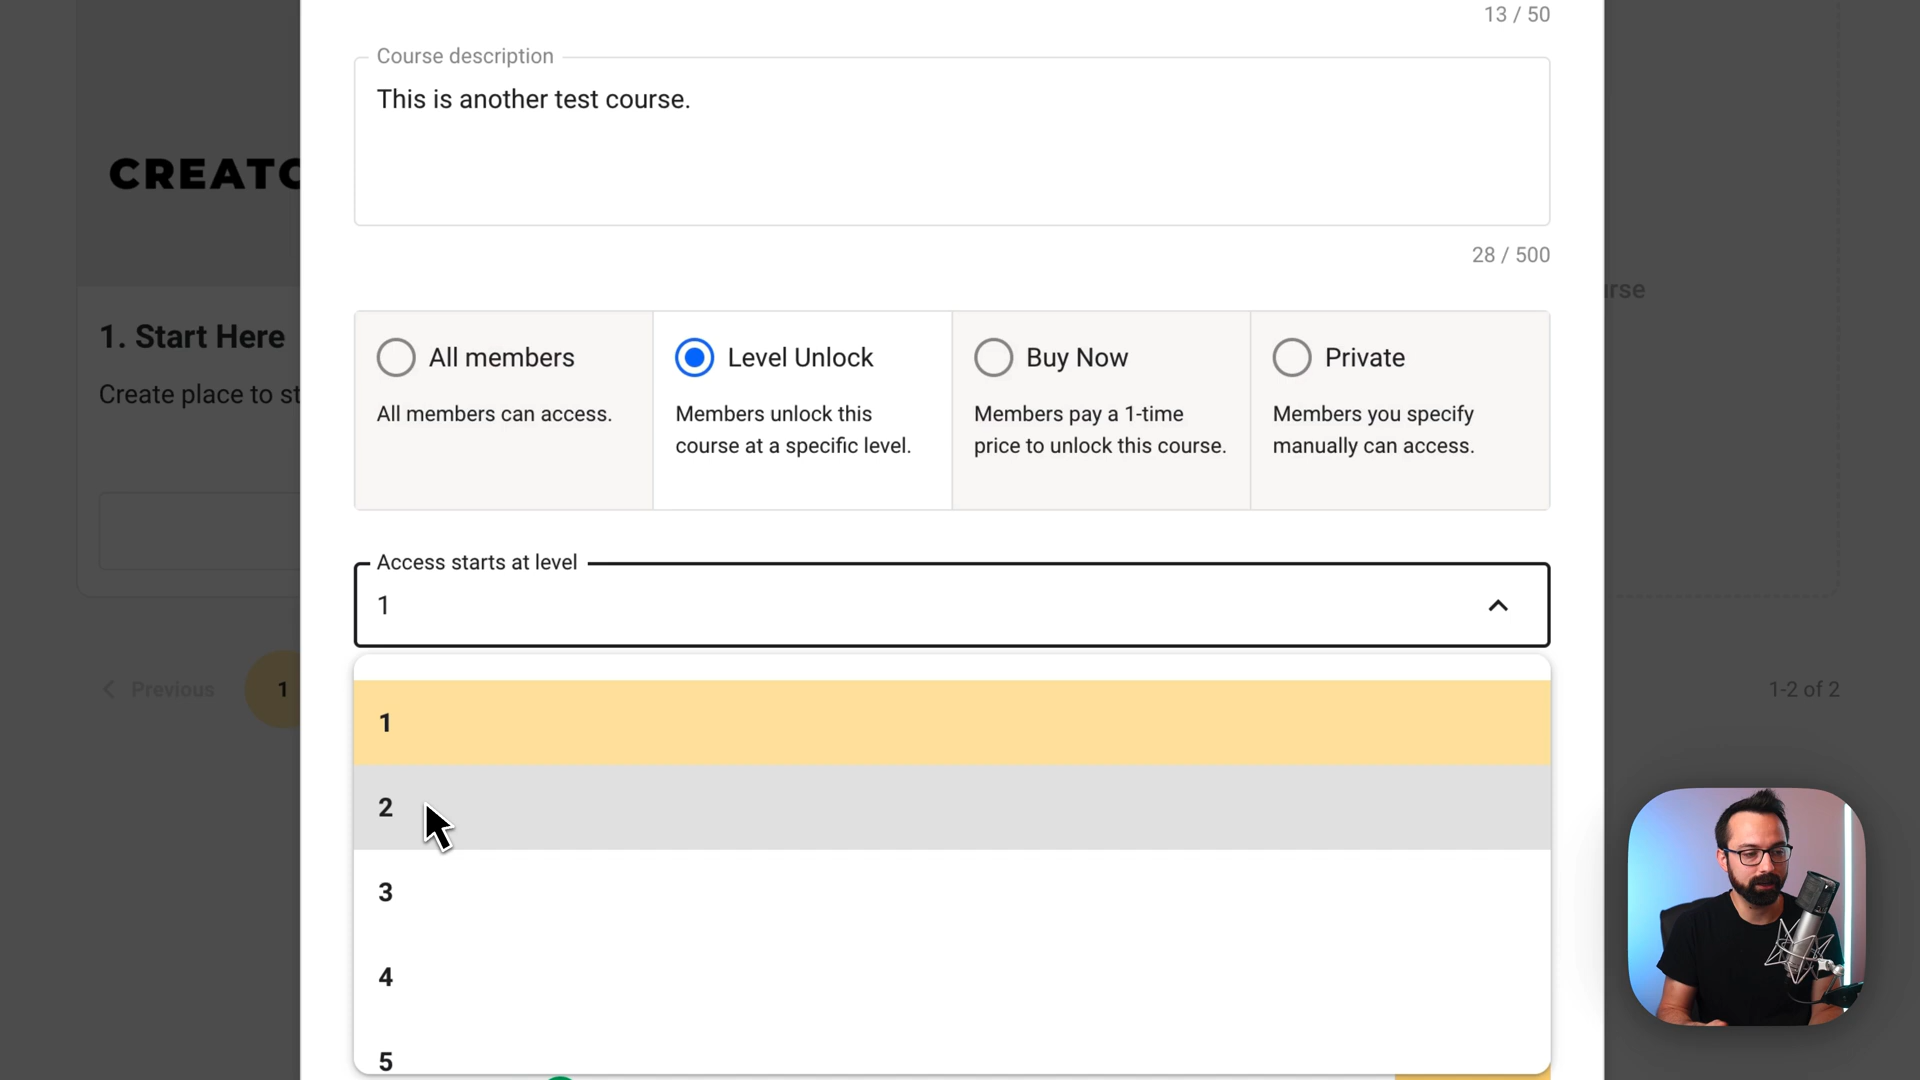 13 / 50
Course description
This is another test course.
CREATO
28 / 500
1. Start Here
Create place to st
All members
All members can access.
Level Unlock
Members unlock this
course at a specific level.
Buy Now
Members pay a 1-time
price to unlock this course.
Private
Members you specify
manually can access.
Access starts at level
1
Previous
1
1-2 of 2
1
2
3
4
5